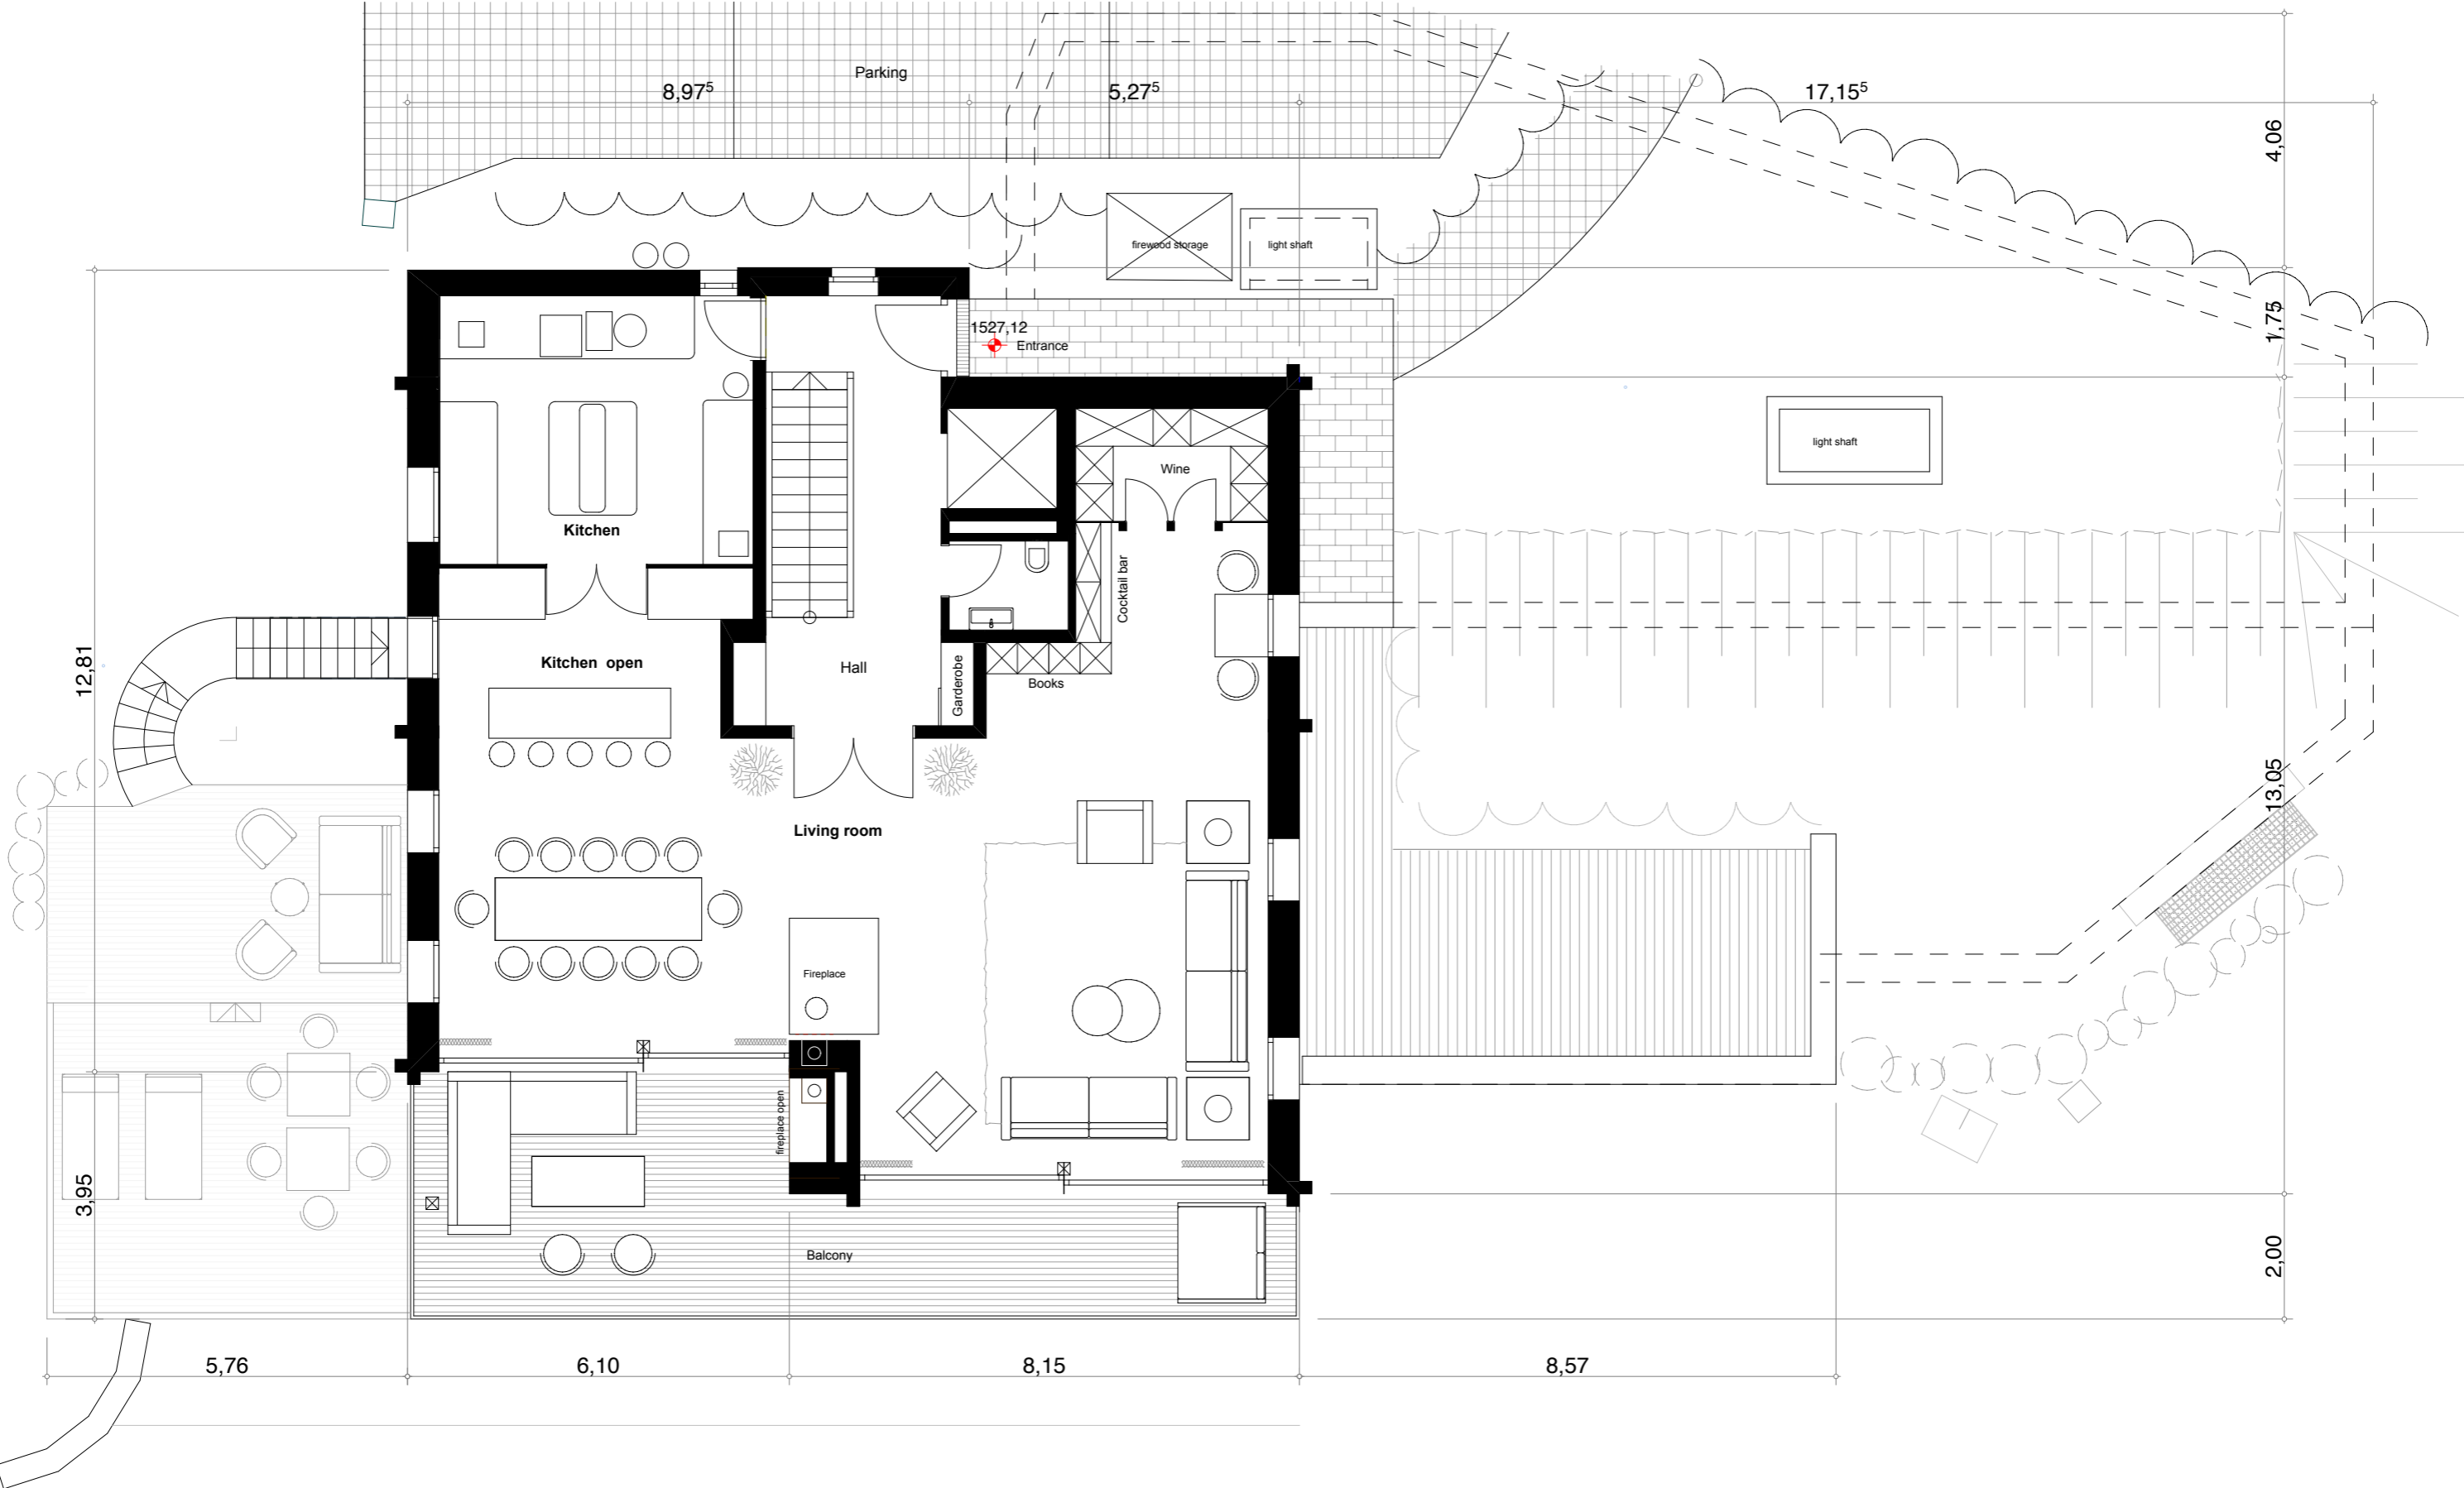 Parking
8,97⁵
5,27⁵
17,15⁵
4,06
firewood storage
light shaft
1,75
1527,12
Entrance
light shaft
Wine
Kitchen
Cocktail bar
12,81
Kitchen open
Hall
Garderobe
Books
13,05
Living room
Fireplace
fireplace open
3,95
Balcony
2,00
5,76
6,10
8,15
8,57